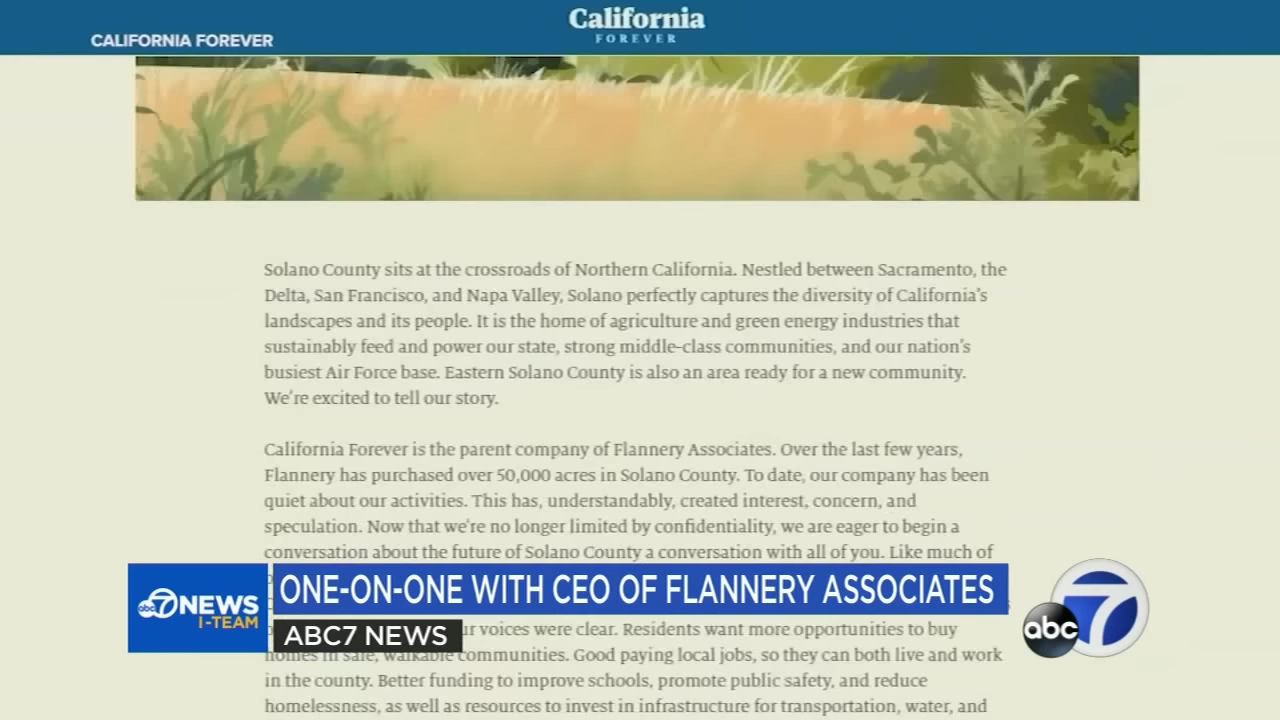 CALIFORNIA FOREVER
California
FOREVER
Solano County sits at the crossroads of Northern California. Nestled between Sacramento, the
Delta, San Francisco, and Napa Valley, Solano perfectly captures the diversity of California's
landscapes and its people. It is the home of agriculture and green energy industries that
sustainably feed and power our state, strong middle-class communities, and our nation's
busiest Air Force base. Eastern Solano County is also an area ready for a new community.
We're excited to tell our story.
California Forever is the parent company of Flannery Associates. Over the last few years,
Flannery has purchased over 50,000 acres in Solano County. To date, our company has been
quiet about our activities. This has, understandably, created interest, concern, and
speculation. Now that we're no longer limited by confidentiality, we are eager to begin a
conversation about the future of Solano County a conversation with all of you. Like much of
abc 7 NEWS
I-TEAM
ONE-ON-ONE WITH CEO OF FLANNERY ASSOCIATES
ABC7 NEWS
abc 7
voices were clear. Residents want more opportunities to buy
homes in safe, walkable communities. Good paying local jobs, so they can both live and work
in the county. Better funding to improve schools, promote public safety, and reduce
homelessness, as well as resources to invest in infrastructure for transportation, water, and